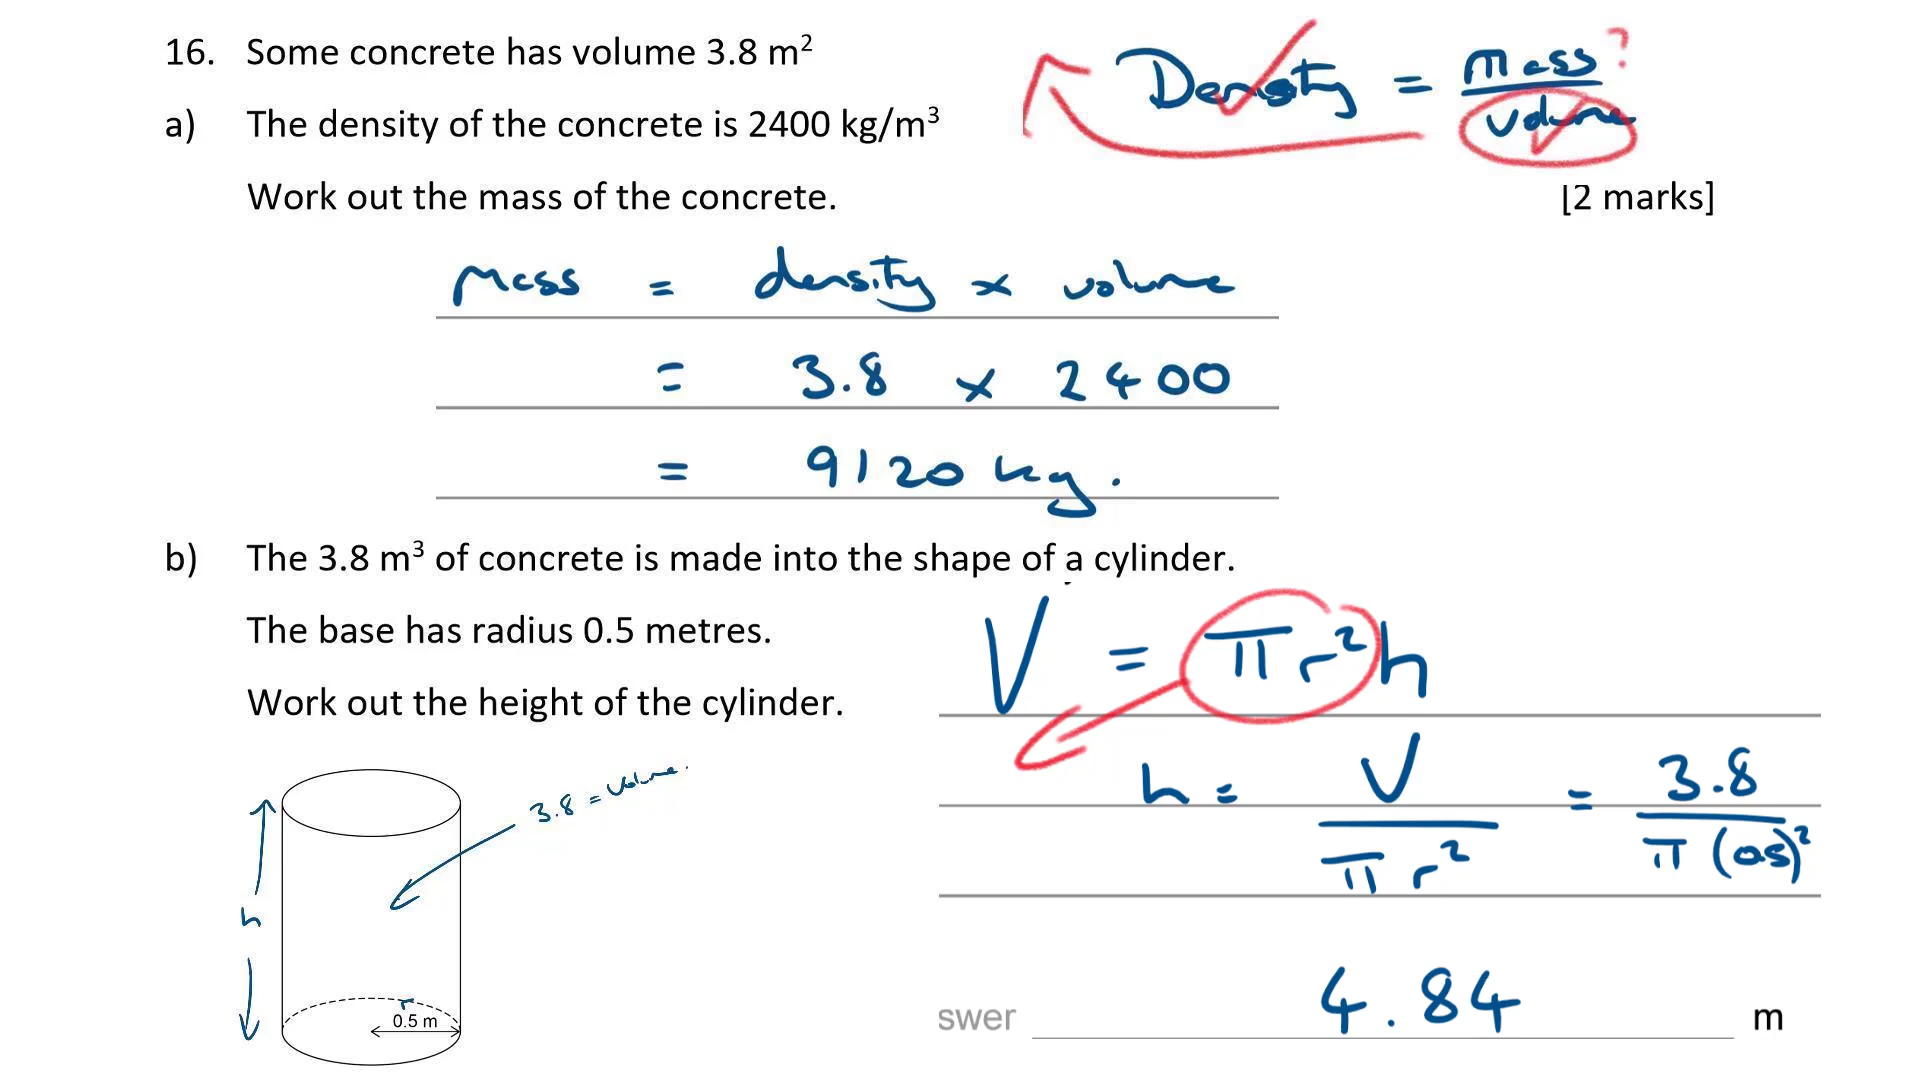 16. Some concrete has volume 3.8 m²
Density = mass ?
volume
a) The density of the concrete is 2400 kg/m³
Work out the mass of the concrete. [2 marks]
Mass = density × volume
= 3.8 × 2400
= 9120 kg.
b) The 3.8 m³ of concrete is made into the shape of a cylinder.
The base has radius 0.5 metres.
V = πr²h
Work out the height of the cylinder.
h = V = 3.8
πr² π (0.5)²
3.8 = volume.
h
r
0.5 m
swer 4.84 m